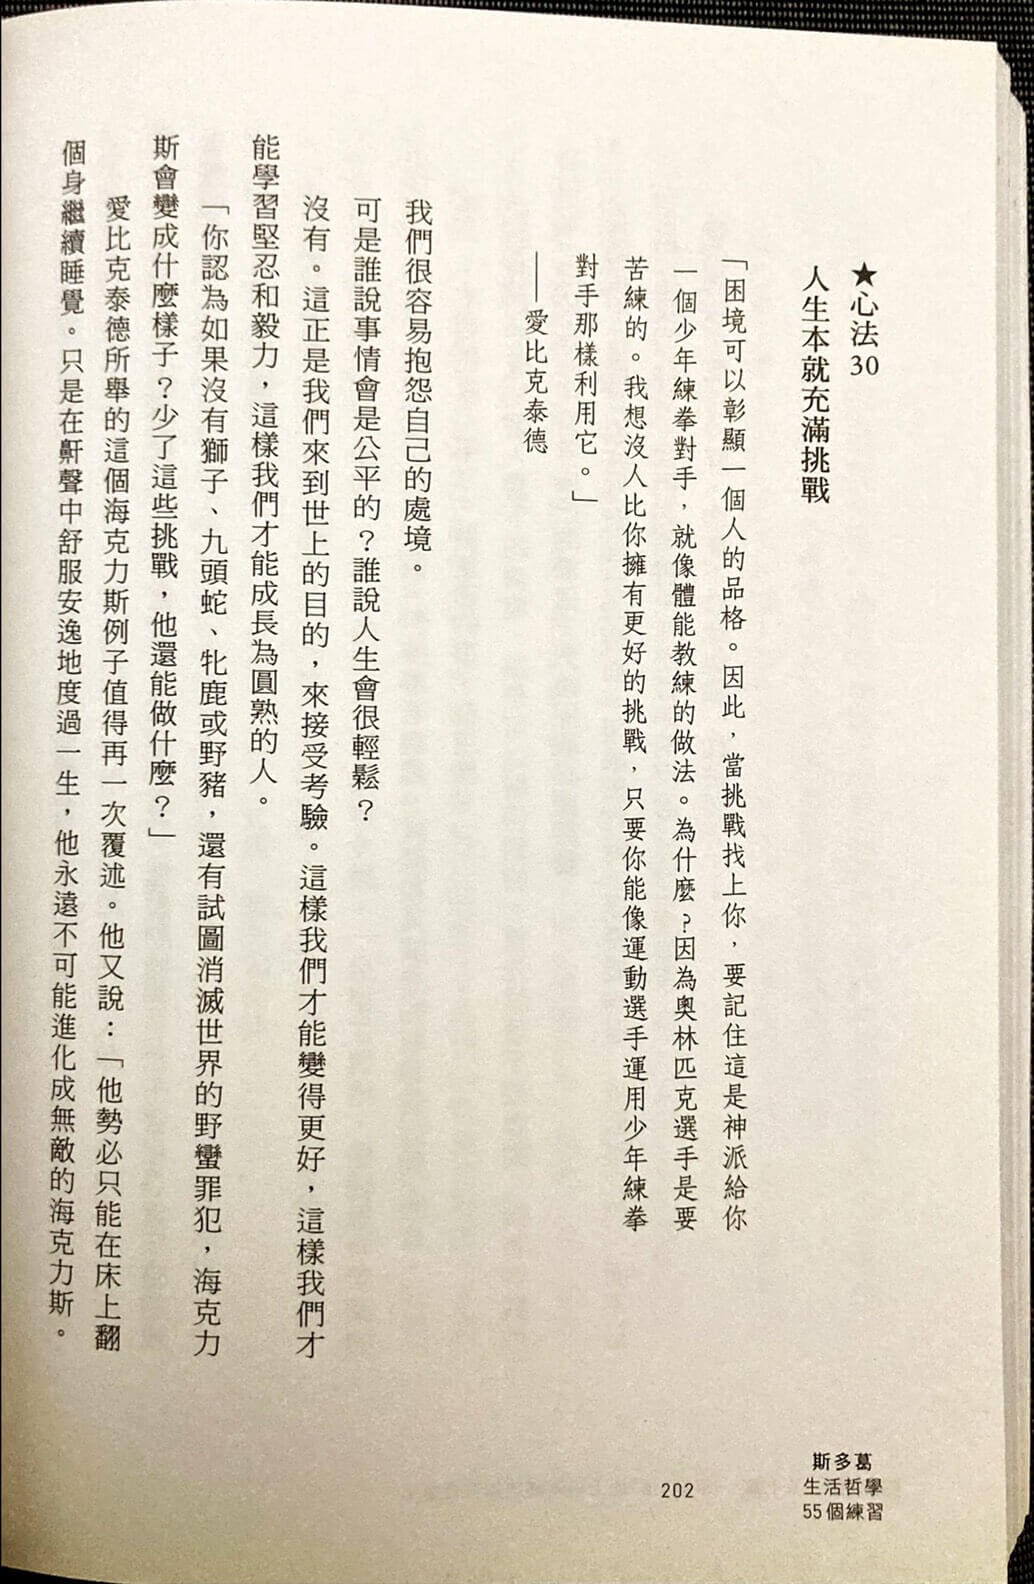 ★心法30
人生本就充滿挑戰
「困境可以彰顯一個人的品格。因此，當挑戰找上你，要記住這是神派給你
一個少年練拳對手，就像體能教練的做法。為什麼？因為奧林匹克選手是要
苦練的。我想沒人比你擁有更好的挑戰，只要你能像運動選手運用少年練拳
對手那樣利用它。」
——愛比克泰德
我們很容易抱怨自己的處境。
可是誰說事情會是公平的？誰說人生會很輕鬆？
沒有。這正是我們來到世上的目的，來接受考驗。這樣我們才能變得更好，這樣我們才
能學習堅忍和毅力，這樣我們才能成長為圓熟的人。
「你認為如果沒有獅子、九頭蛇、牝鹿或野豬，還有試圖消滅世界的野蠻罪犯，海克力
斯會變成什麼樣子？少了這些挑戰，他還能做什麼？」
愛比克泰德所舉的這個海克力斯例子值得再一次覆述。他又說：「他勢必只能在床上翻
個身繼續睡覺。只是在鼾聲中舒服安逸地度過一生，他永遠不可能進化成無敵的海克力斯。
斯多葛
生活哲學
55個練習
202